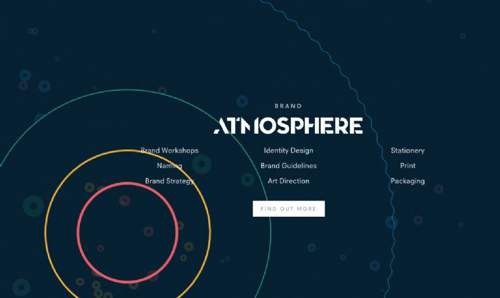 BRAND
ATMOSPHERE
Brand Workshops
Identity Design
Stationery
Naming
Brand Guidelines
Print
Brand Strategy
Art Direction
Packaging
FIND OUT MORE